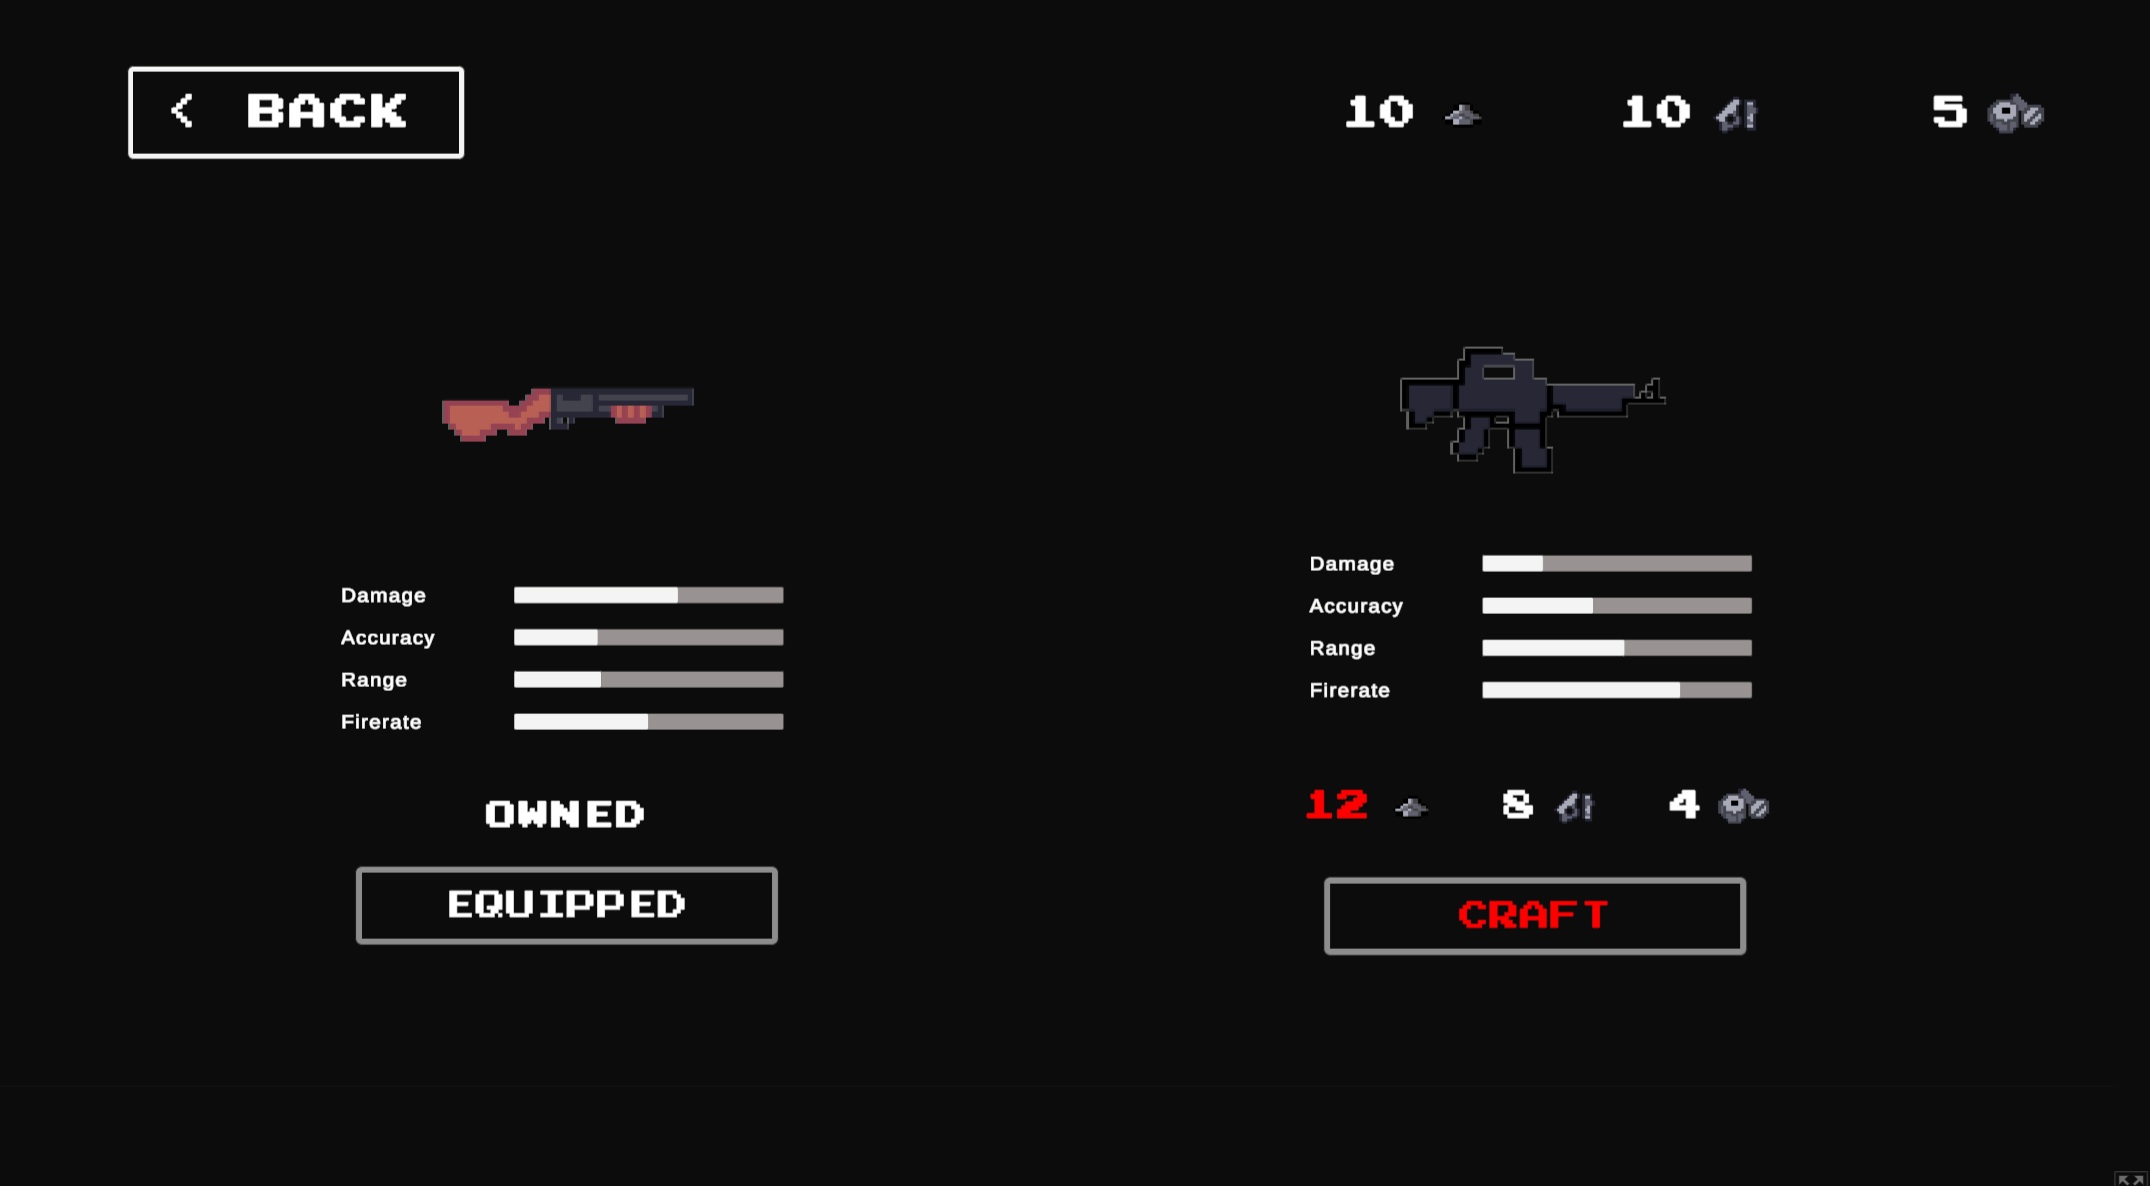 < BACK
10 10 5
Damage
Accuracy
Range
Firerate
OWNED
EQUIPPED
Damage
Accuracy
Range
Firerate
12 8 4
CRAFT